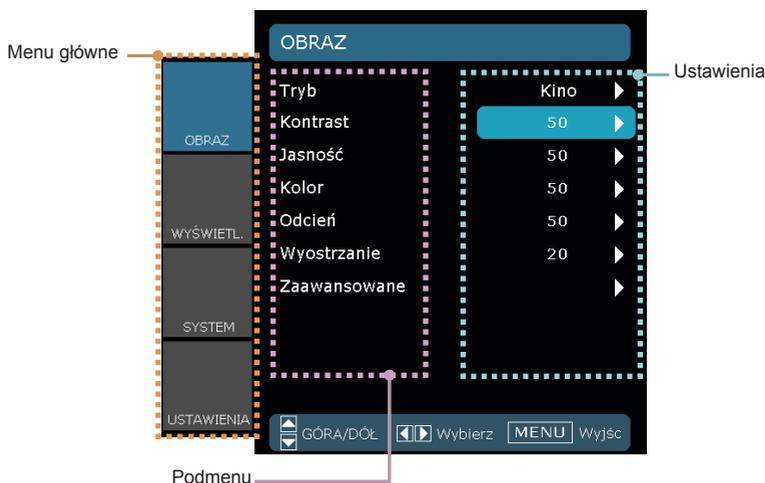 Menu główne
OBRAZ
Ustawienia
OBRAZ
WYŚWIETL.
SYSTEM
USTAWIENIA
Tryb Kino
Kontrast 50
Jasność 50
Kolor 50
Odcień 50
Wyostrzanie 20
Zaawansowane
GÓRA/DÓŁ Wybierz MENU Wyjśc
Podmenu